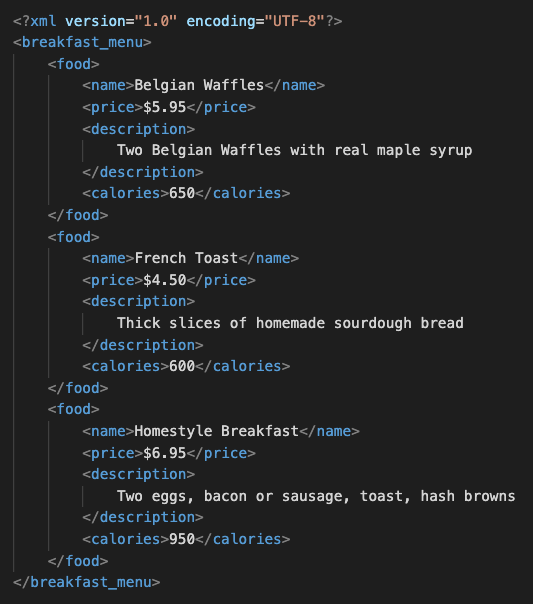 <?xml version="1.0" encoding="UTF-8"?>
<breakfast_menu>
    <food>
        <name>Belgian Waffles</name>
        <price>$5.95</price>
        <description>
            Two Belgian Waffles with real maple syrup
        </description>
        <calories>650</calories>
    </food>
    <food>
        <name>French Toast</name>
        <price>$4.50</price>
        <description>
            Thick slices of homemade sourdough bread
        </description>
        <calories>600</calories>
    </food>
    <food>
        <name>Homestyle Breakfast</name>
        <price>$6.95</price>
        <description>
            Two eggs, bacon or sausage, toast, hash browns
        </description>
        <calories>950</calories>
    </food>
</breakfast_menu>